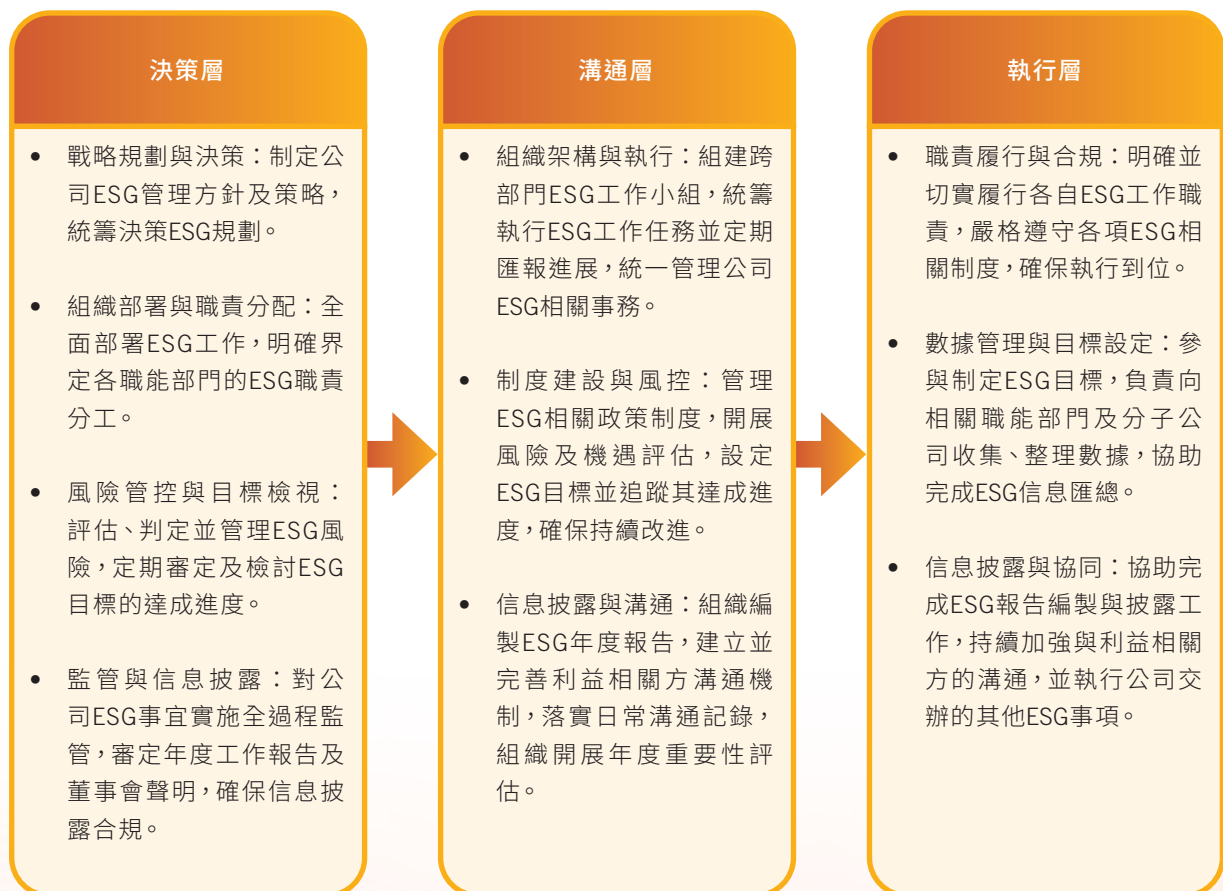 決策層
• 戰略規劃與決策：制定公
司ESG管理方針及策略，
統籌決策ESG規劃。
• 組織部署與職責分配：全
面部署ESG工作，明確界
定各職能部門的ESG職責
分工。
• 風險管控與目標檢視：
評估、判定並管理ESG風
險，定期審定及檢討ESG
目標的達成進度。
• 監管與信息披露：對公
司ESG事宜實施全過程監
管，審定年度工作報告及
董事會聲明，確保信息披
露合規。
溝通層
• 組織架構與執行：組建跨
部門ESG工作小組，統籌
執行ESG工作任務並定期
匯報進展，統一管理公司
ESG相關事務。
• 制度建設與風控：管理
ESG相關政策制度，開展
風險及機遇評估，設定
ESG目標並追蹤其達成進
度，確保持續改進。
• 信息披露與溝通：組織編
製ESG年度報告，建立並
完善利益相關方溝通機
制，落實日常溝通記錄，
組織開展年度重要性評
估。
執行層
• 職責履行與合規：明確並
切實履行各自ESG工作職
責，嚴格遵守各項ESG相
關制度，確保執行到位。
• 數據管理與目標設定：參
與制定ESG目標，負責向
相關職能部門及分子公
司收集、整理數據，協助
完成ESG信息匯總。
• 信息披露與協同：協助完
成ESG報告編製與披露工
作，持續加強與利益相關
方的溝通，並執行公司交
辦的其他ESG事項。